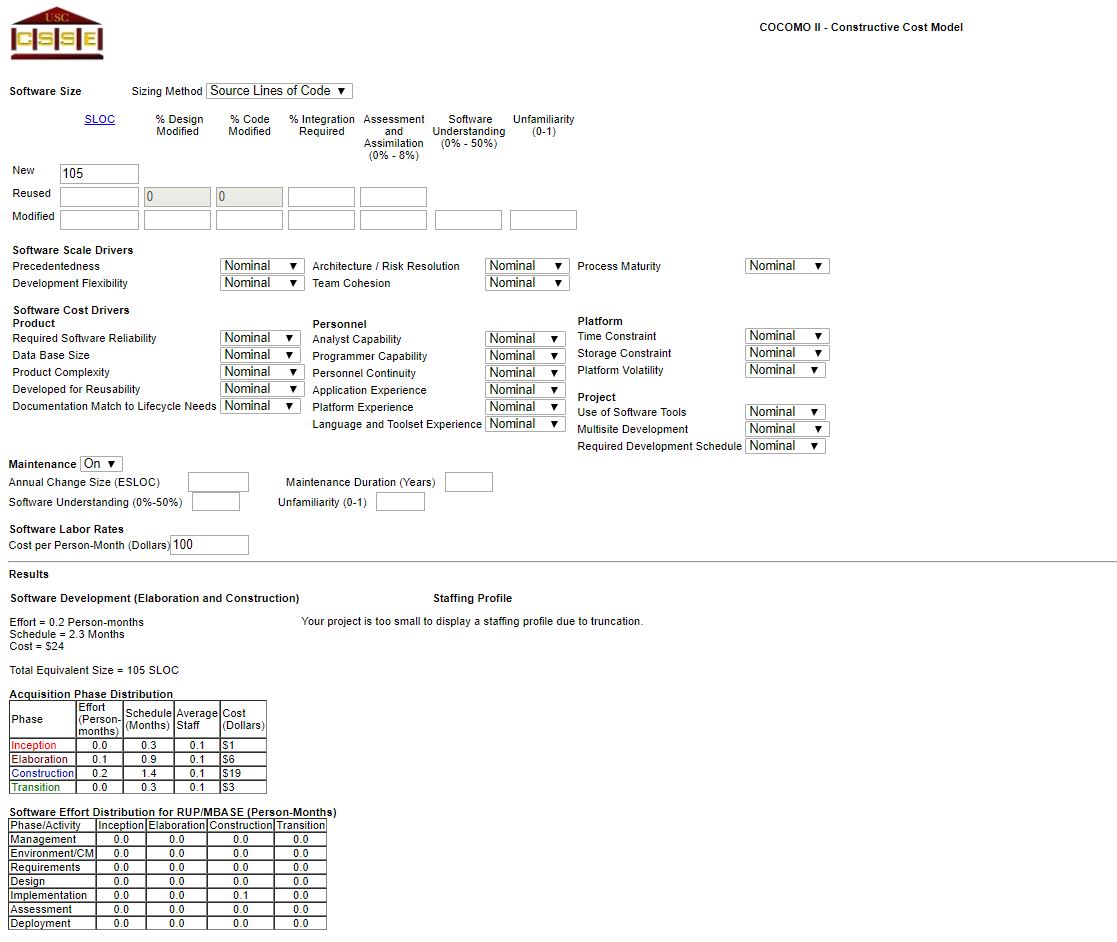 USC
CSSE
COCOMO II - Constructive Cost Model
Software Size Sizing Method Source Lines of Code ▼
SLOC % Design Modified % Code Modified % Integration Required Assessment and Assimilation (0% - 8%) Software Understanding (0% - 50%) Unfamiliarity (0-1)
New 105
Reused 0 0
Modified
Software Scale Drivers
Precedentedness Nominal ▼ Architecture / Risk Resolution Nominal ▼ Process Maturity Nominal ▼
Development Flexibility Nominal ▼ Team Cohesion Nominal ▼
Software Cost Drivers
Product
Required Software Reliability Nominal ▼
Data Base Size Nominal ▼
Product Complexity Nominal ▼
Developed for Reusability Nominal ▼
Documentation Match to Lifecycle Needs Nominal ▼
Personnel
Analyst Capability Nominal ▼
Programmer Capability Nominal ▼
Personnel Continuity Nominal ▼
Application Experience Nominal ▼
Platform Experience Nominal ▼
Language and Toolset Experience Nominal ▼
Platform
Time Constraint Nominal ▼
Storage Constraint Nominal ▼
Platform Volatility Nominal ▼
Project
Use of Software Tools Nominal ▼
Multisite Development Nominal ▼
Required Development Schedule Nominal ▼
Maintenance On ▼
Annual Change Size (ESLOC) Maintenance Duration (Years)
Software Understanding (0%-50%) Unfamiliarity (0-1)
Software Labor Rates
Cost per Person-Month (Dollars) 100
Results
Software Development (Elaboration and Construction) Staffing Profile
Effort = 0.2 Person-months Your project is too small to display a staffing profile due to truncation.
Schedule = 2.3 Months
Cost = $24
Total Equivalent Size = 105 SLOC
Acquisition Phase Distribution
Phase Effort (Person-months) Schedule (Months) Average Staff Cost (Dollars)
Inception 0.0 0.3 0.1 $1
Elaboration 0.1 0.9 0.1 $6
Construction 0.2 1.4 0.1 $19
Transition 0.0 0.3 0.1 $3
Software Effort Distribution for RUP/MBASE (Person-Months)
Phase/Activity Inception Elaboration Construction Transition
Management 0.0 0.0 0.0 0.0
Environment/CM 0.0 0.0 0.0 0.0
Requirements 0.0 0.0 0.0 0.0
Design 0.0 0.0 0.0 0.0
Implementation 0.0 0.0 0.1 0.0
Assessment 0.0 0.0 0.0 0.0
Deployment 0.0 0.0 0.0 0.0